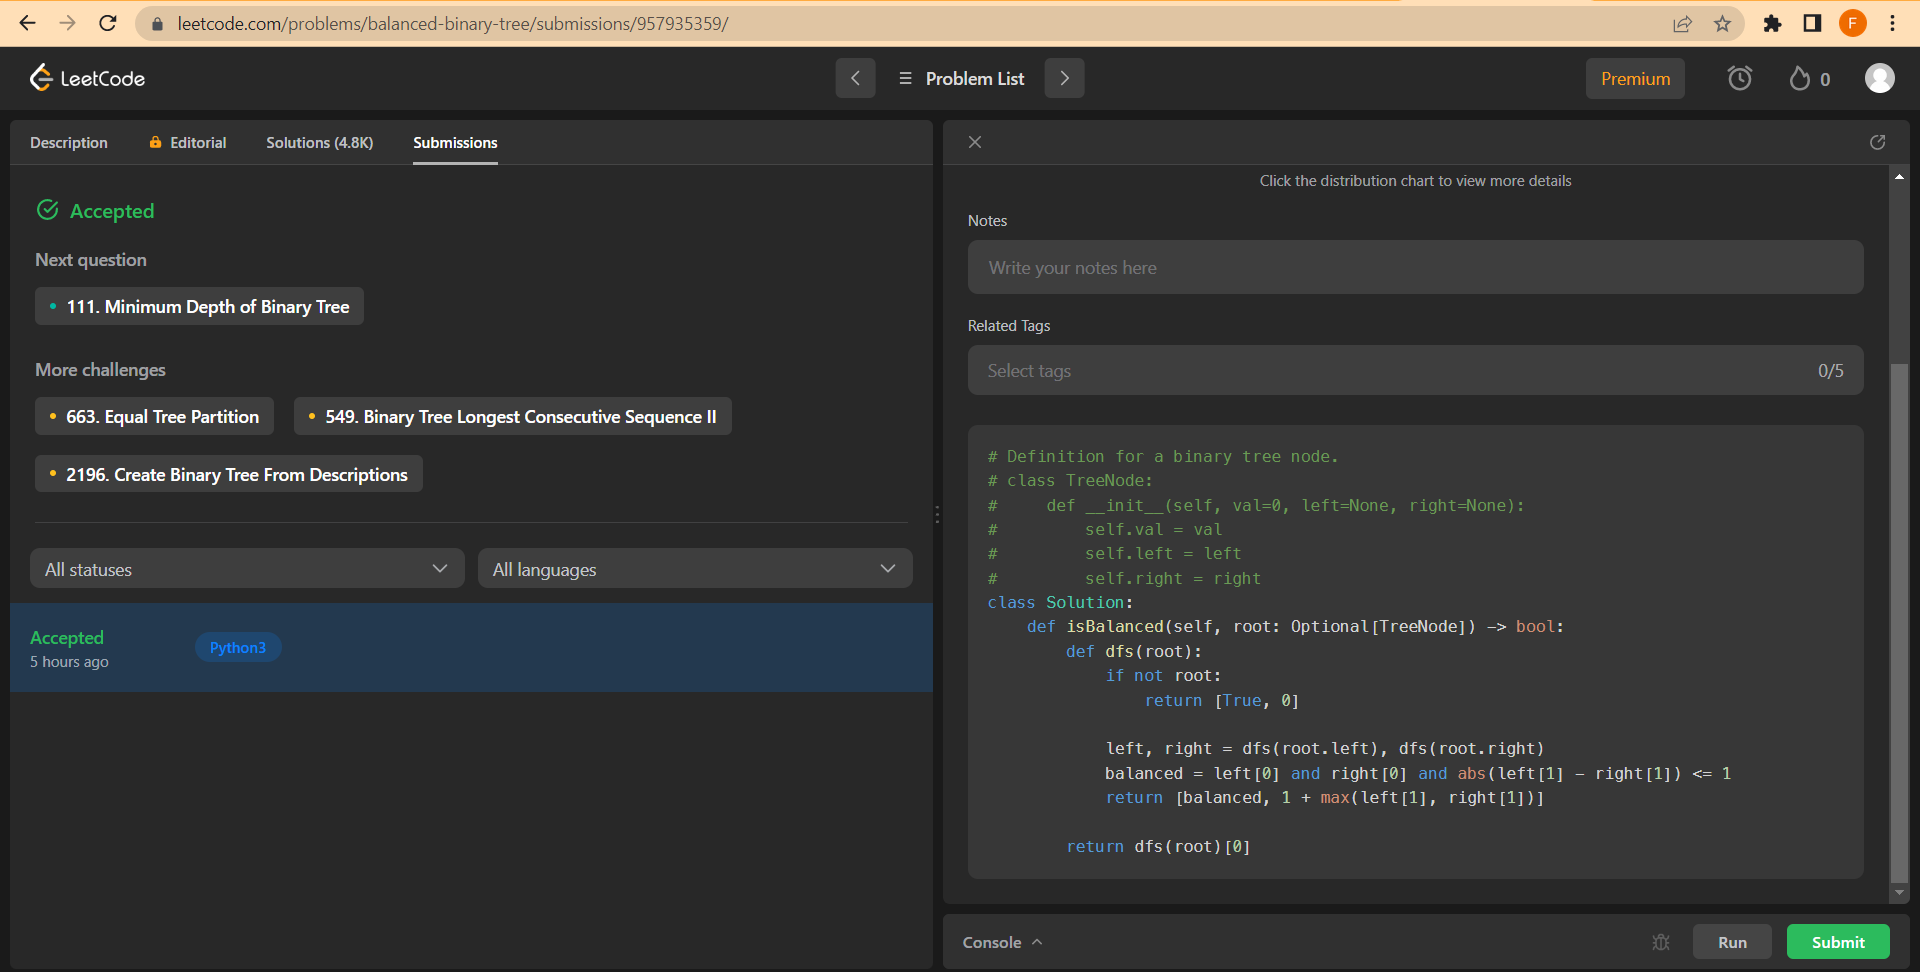 leetcode.com/problems/balanced-binary-tree/submissions/957935359/
F
LeetCode
Problem List
Premium
0
Description
Editorial
Solutions (4.8K)
Submissions
Accepted
Next question
111. Minimum Depth of Binary Tree
More challenges
663. Equal Tree Partition
549. Binary Tree Longest Consecutive Sequence II
2196. Create Binary Tree From Descriptions
All statuses
All languages
Accepted
5 hours ago
Python3
Click the distribution chart to view more details
Notes
Write your notes here
Related Tags
Select tags
0/5
# Definition for a binary tree node.
# class TreeNode:
#     def __init__(self, val=0, left=None, right=None):
#         self.val = val
#         self.left = left
#         self.right = right
class Solution:
    def isBalanced(self, root: Optional[TreeNode]) -> bool:
        def dfs(root):
            if not root:
                return [True, 0]
            left, right = dfs(root.left), dfs(root.right)
            balanced = left[0] and right[0] and abs(left[1] - right[1]) <= 1
            return [balanced, 1 + max(left[1], right[1])]
        return dfs(root)[0]
Console
Run
Submit